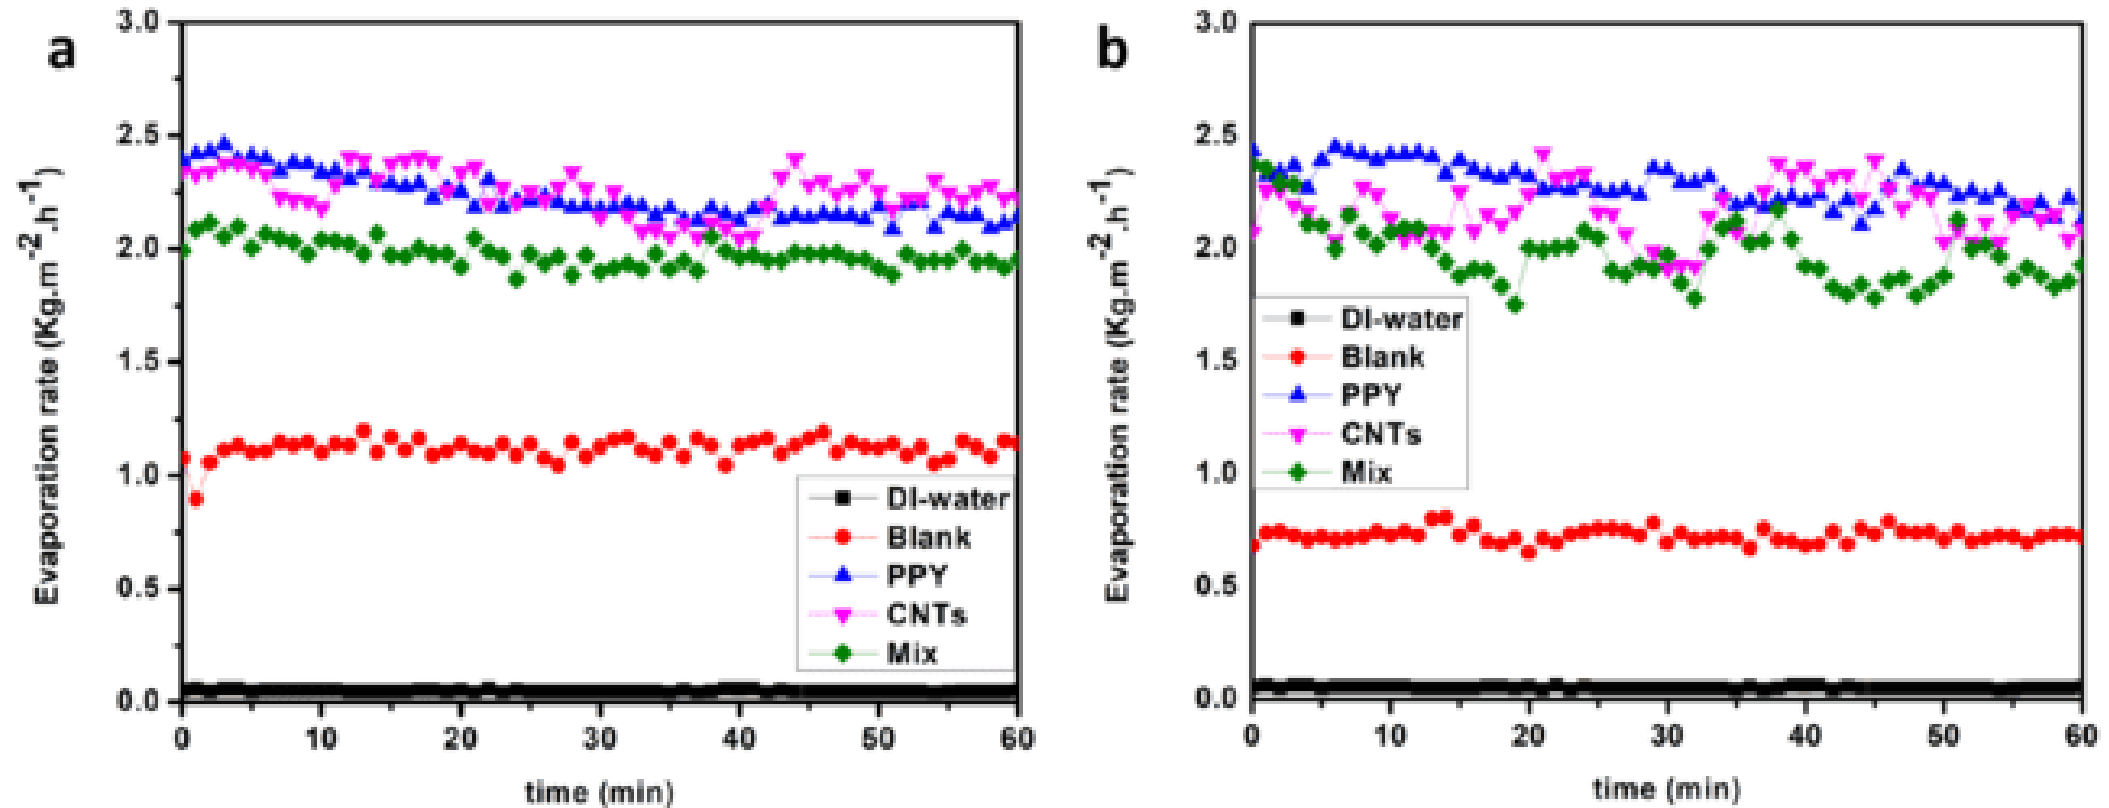 a
3.0
2.5
2.0
1.5
1.0
0.5
0.0
Evaporation rate (Kg.m-2.h-1)
0 10 20 30 40 50 60
time (min)
DI-water
Blank
PPY
CNTs
Mix
b
3.0
2.5
2.0
1.5
1.0
0.5
0.0
Evaporation rate (Kg.m-2.h-1)
0 10 20 30 40 50 60
time (min)
DI-water
Blank
PPY
CNTs
Mix